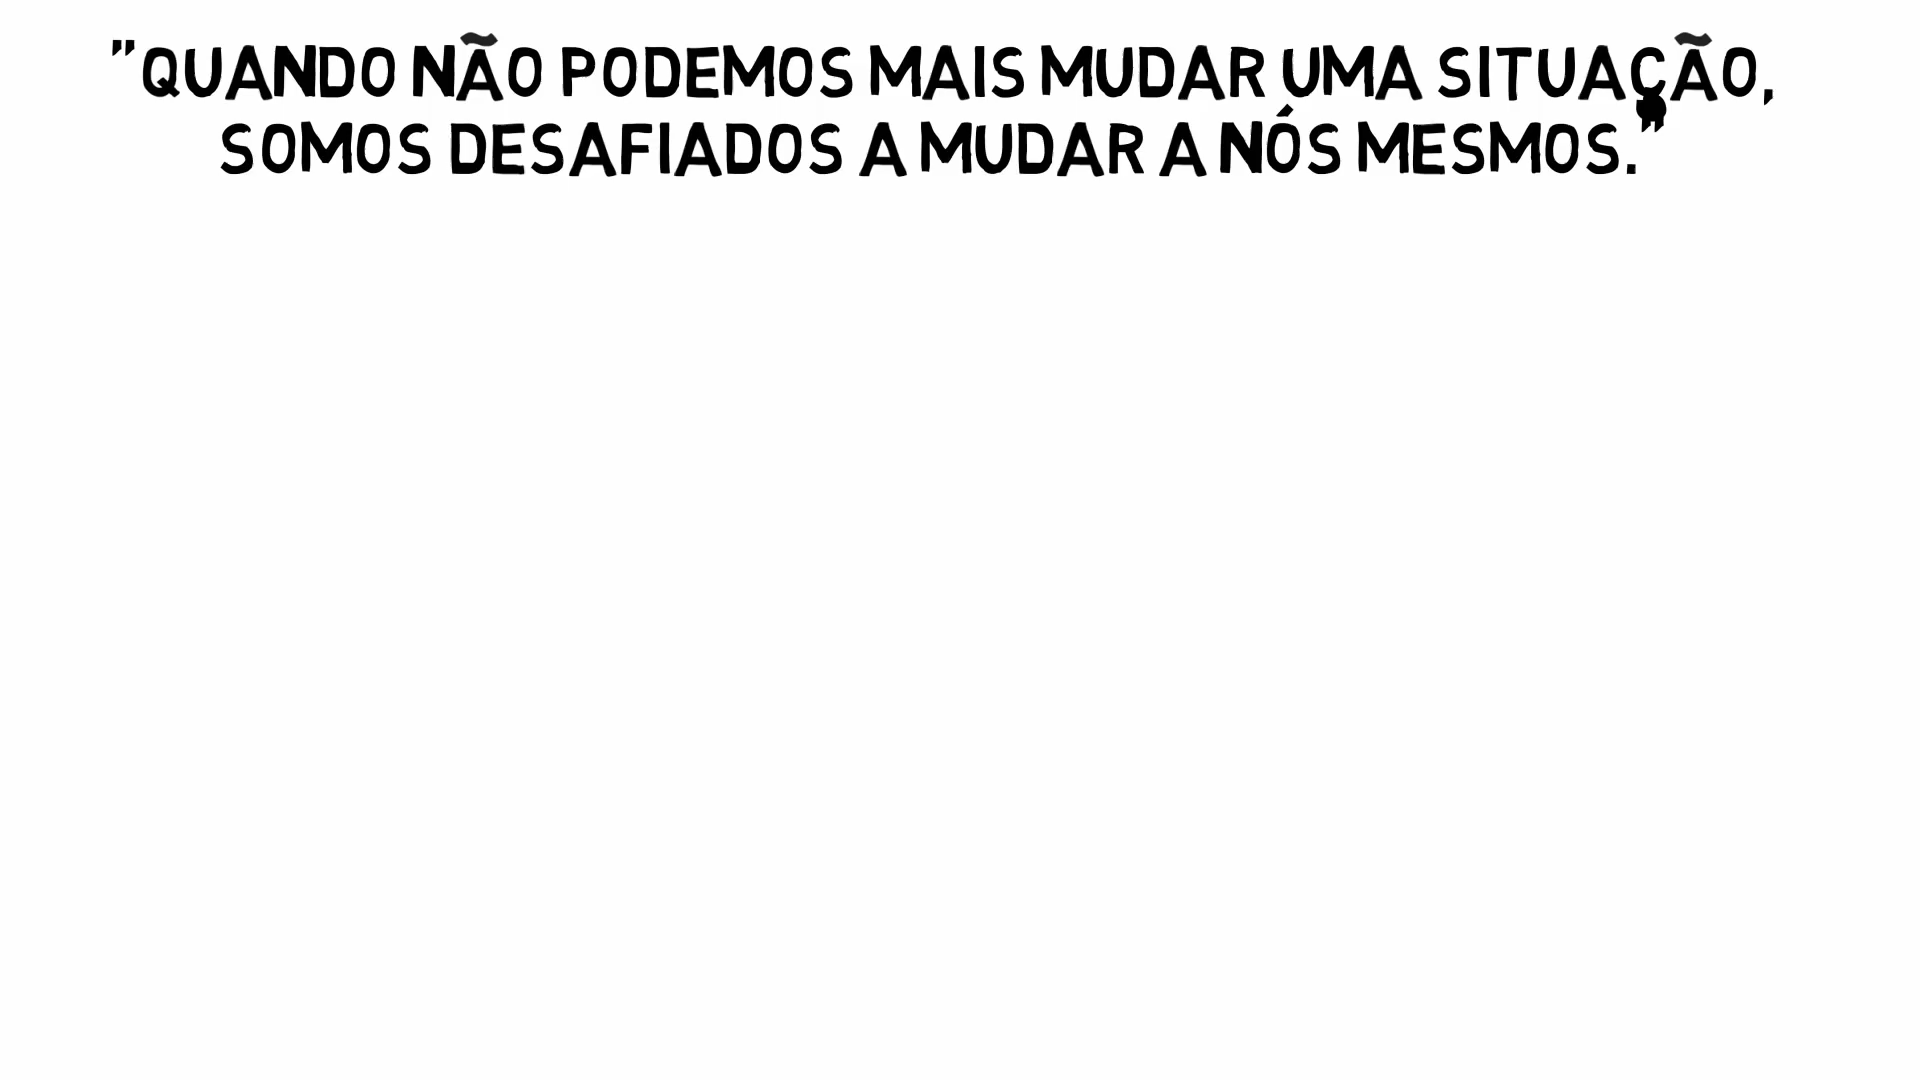 "QUANDO NÃO PODEMOS MAIS MUDAR UMA SITUAÇÃO,
SOMOS DESAFIADOS A MUDAR A NÓS MESMOS."